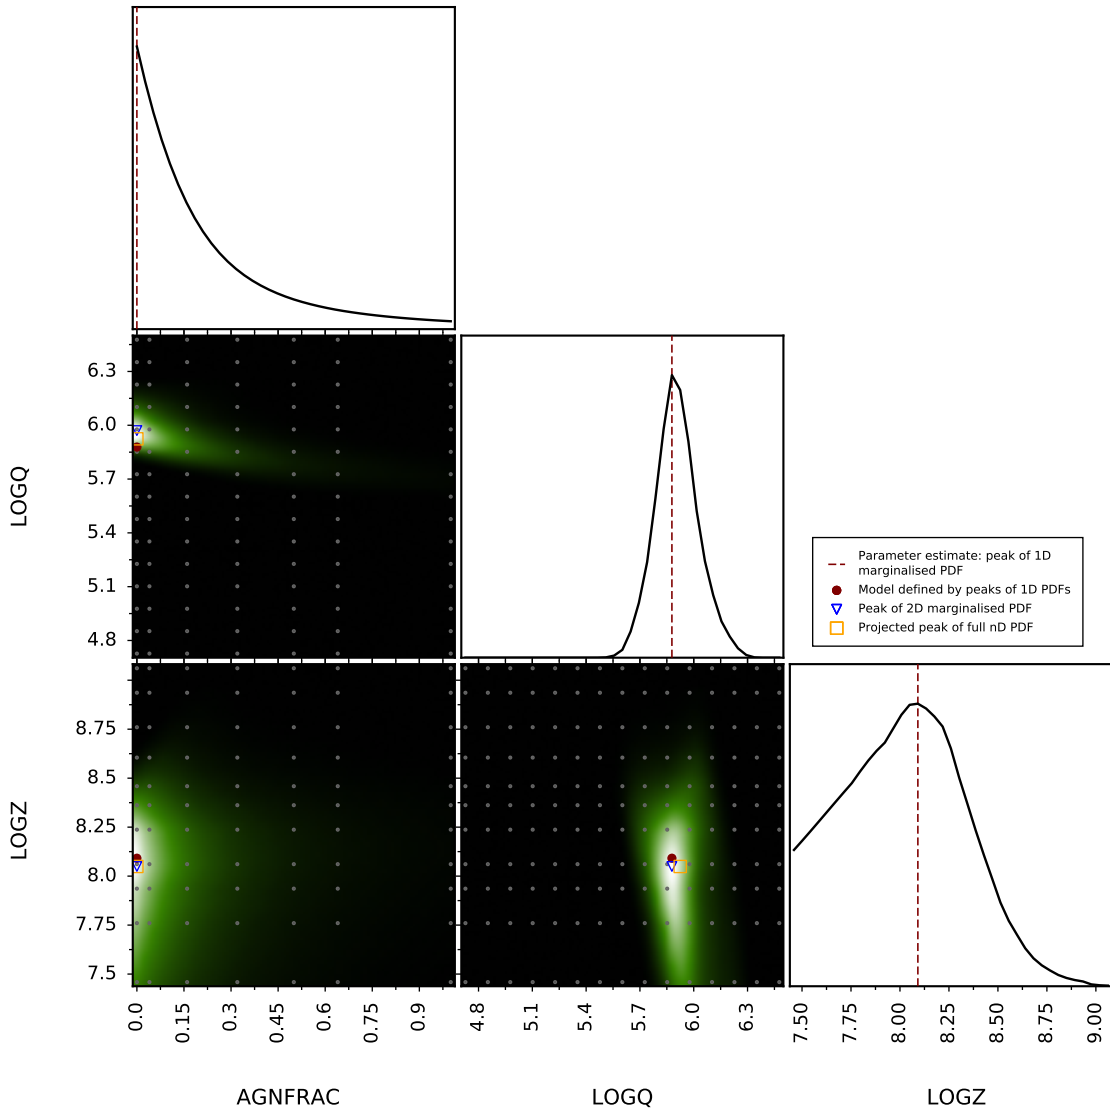 6.3
6.0
5.7
5.4
5.1
4.8
LOGQ
Parameter estimate: peak of 1D
marginalised PDF
Model defined by peaks of 1D PDFs
Peak of 2D marginalised PDF
Projected peak of full nD PDF
8.75
8.5
8.25
8.0
7.75
7.5
LOGZ
0.0 0.15 0.3 0.45 0.6 0.75 0.9
4.8 5.1 5.4 5.7 6.0 6.3
7.50 7.75 8.00 8.25 8.50 8.75 9.00
AGNFRAC
LOGQ
LOGZ